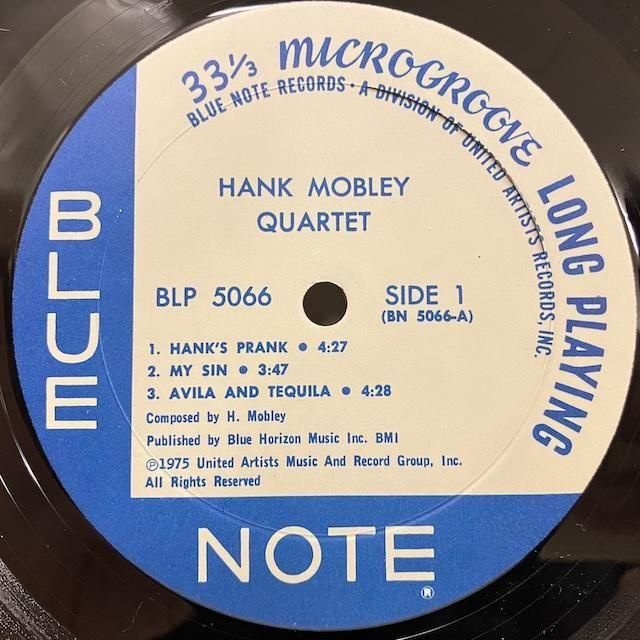 33⅓ MICROGROOVE LONG PLAYING
BLUE NOTE RECORDS • A DIVISION OF UNITED ARTISTS RECORDS, INC.
HANK MOBLEY
QUARTET
BLUE
BLP 5066
SIDE 1
(BN 5066-A)
1. HANK'S PRANK • 4:27
2. MY SIN • 3:47
3. AVILA AND TEQUILA • 4:28
Composed by H. Mobley
Published by Blue Horizon Music Inc. BMI
℗1975 United Artists Music And Record Group, Inc.
All Rights Reserved
NOTE®